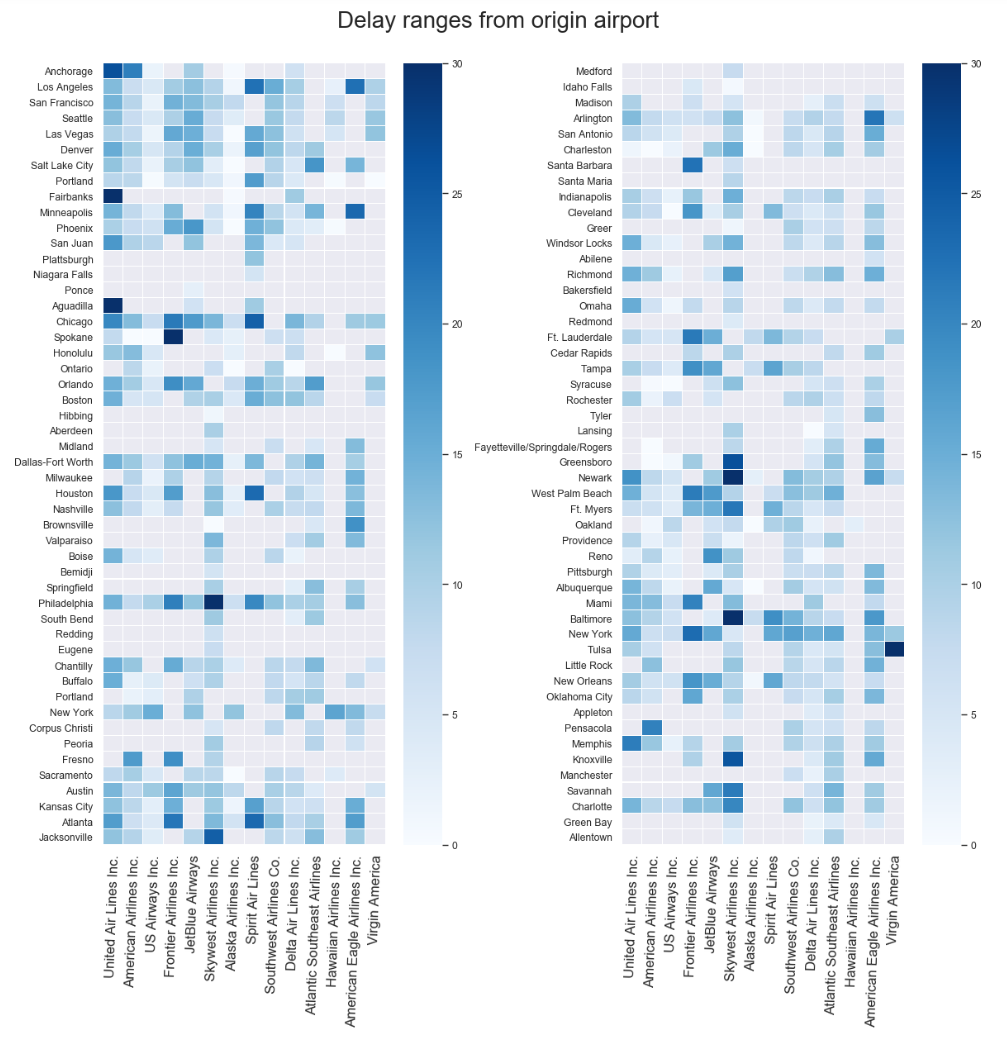 Delay ranges from origin airport
Anchorage
Los Angeles
San Francisco
Seattle
Las Vegas
Denver
Salt Lake City
Portland
Fairbanks
Minneapolis
Phoenix
San Juan
Plattsburgh
Niagara Falls
Ponce
Aguadilla
Chicago
Spokane
Honolulu
Ontario
Orlando
Boston
Hibbing
Aberdeen
Midland
Dallas-Fort Worth
Milwaukee
Houston
Nashville
Brownsville
Valparaiso
Boise
Bemidji
Springfield
Philadelphia
South Bend
Redding
Eugene
Chantilly
Buffalo
Portland
New York
Corpus Christi
Peoria
Fresno
Sacramento
Austin
Kansas City
Atlanta
Jacksonville
United Air Lines Inc.
American Airlines Inc.
US Airways Inc.
Frontier Airlines Inc.
JetBlue Airways
Skywest Airlines Inc.
Alaska Airlines Inc.
Spirit Air Lines
Southwest Airlines Co.
Delta Air Lines Inc.
Atlantic Southeast Airlines
Hawaiian Airlines Inc.
American Eagle Airlines Inc.
Virgin America
30
25
20
15
10
5
0
Medford
Idaho Falls
Madison
Arlington
San Antonio
Charleston
Santa Barbara
Santa Maria
Indianapolis
Cleveland
Greer
Windsor Locks
Abilene
Richmond
Bakersfield
Omaha
Redmond
Ft. Lauderdale
Cedar Rapids
Tampa
Syracuse
Rochester
Tyler
Lansing
Fayetteville/Springdale/Rogers
Greensboro
Newark
West Palm Beach
Ft. Myers
Oakland
Providence
Reno
Pittsburgh
Albuquerque
Miami
Baltimore
New York
Tulsa
Little Rock
New Orleans
Oklahoma City
Appleton
Pensacola
Memphis
Knoxville
Manchester
Savannah
Charlotte
Green Bay
Allentown
United Air Lines Inc.
American Airlines Inc.
US Airways Inc.
Frontier Airlines Inc.
JetBlue Airways
Skywest Airlines Inc.
Alaska Airlines Inc.
Spirit Air Lines
Southwest Airlines Co.
Delta Air Lines Inc.
Atlantic Southeast Airlines
Hawaiian Airlines Inc.
American Eagle Airlines Inc.
Virgin America
30
25
20
15
10
5
0